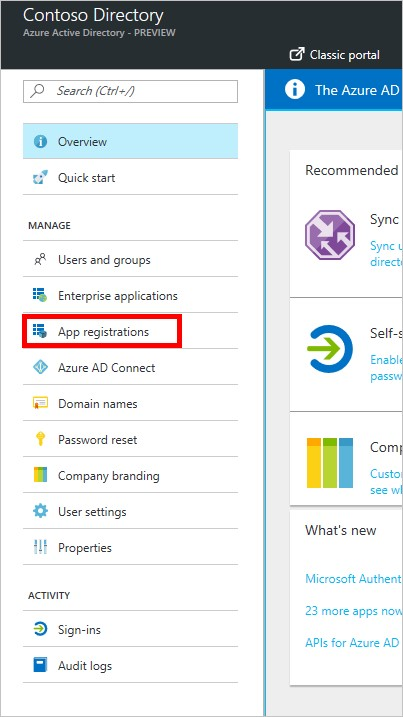 Contoso Directory
Azure Active Directory - PREVIEW
Classic portal
Search (Ctrl+/)
The Azure AD
Overview
Quick start
MANAGE
Users and groups
Enterprise applications
App registrations
Azure AD Connect
Domain names
Password reset
Company branding
User settings
Properties
ACTIVITY
Sign-ins
Audit logs
Recommended
Sync
Sync u
directo
Self-s
Enable
passw
Comp
Custo
see wh
What's new
Microsoft Authent
23 more apps now
APIs for Azure AD